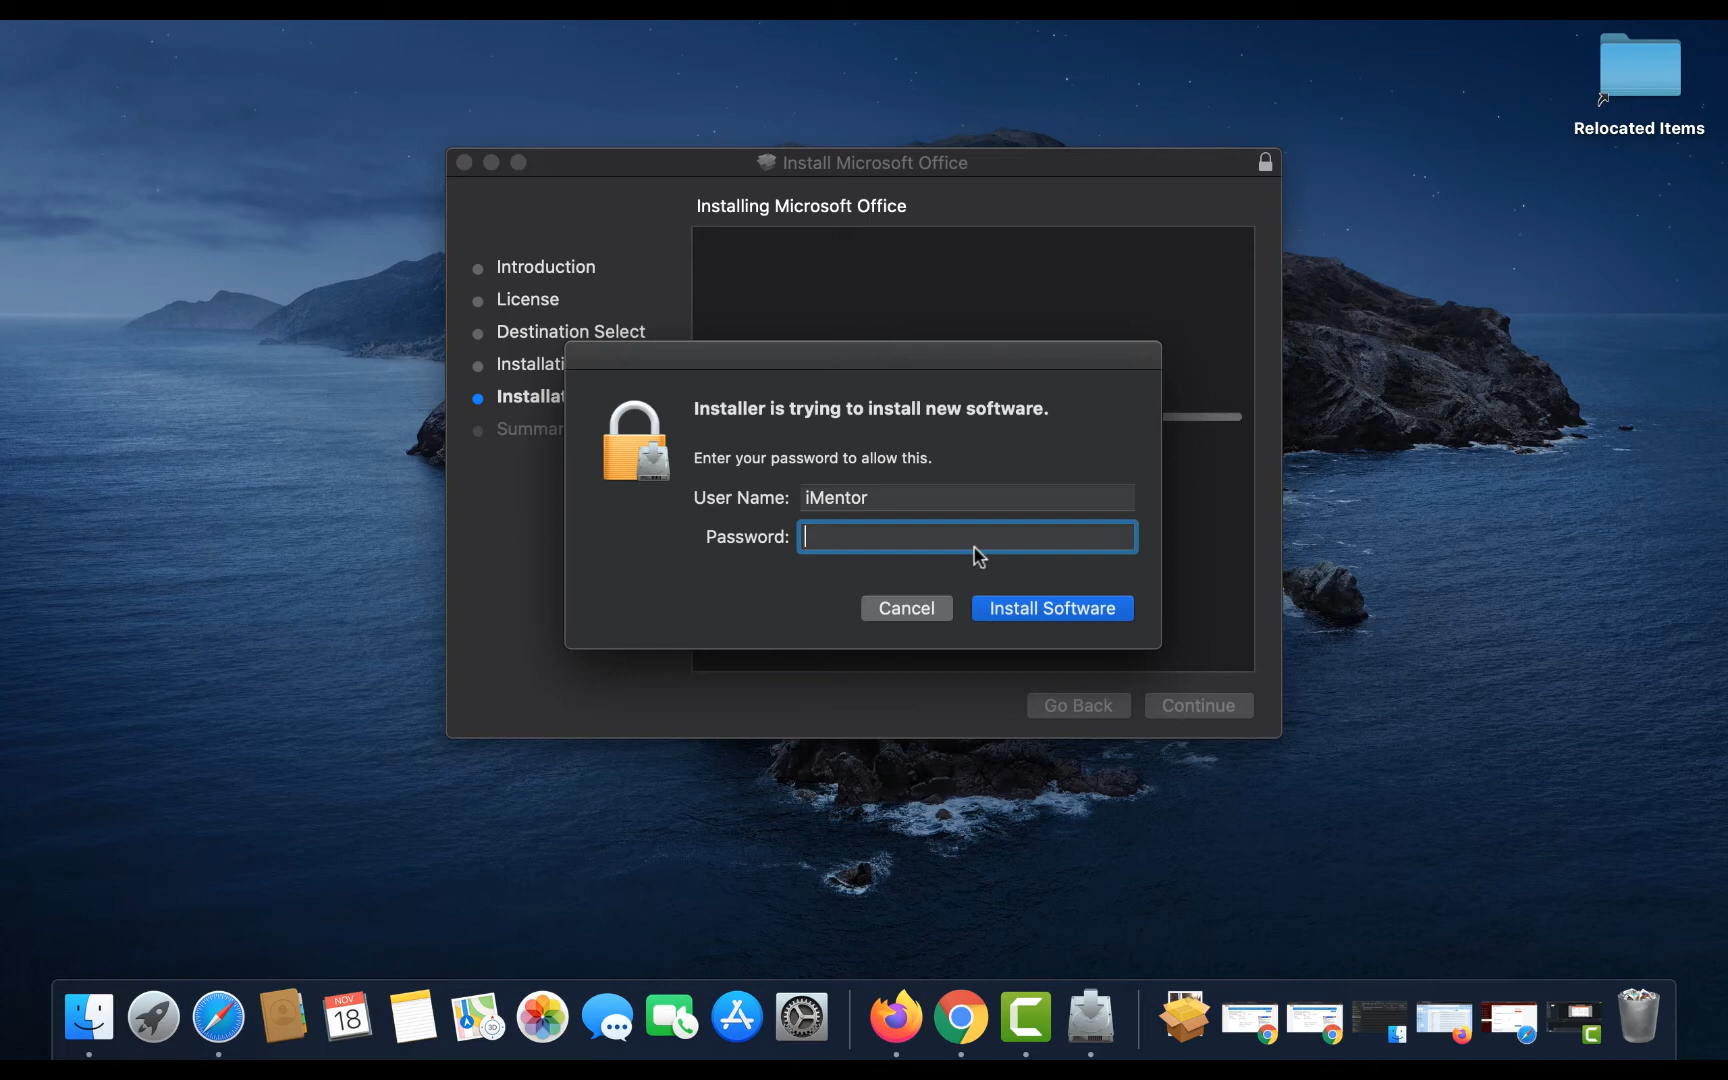 Relocated Items
Install Microsoft Office
Installing Microsoft Office
Introduction
License
Destination Select
Installati
Installat
Summar
Installer is trying to install new software.
Enter your password to allow this.
User Name: iMentor
Password:
Cancel
Install Software
Go Back
Continue
NOV
18
3D